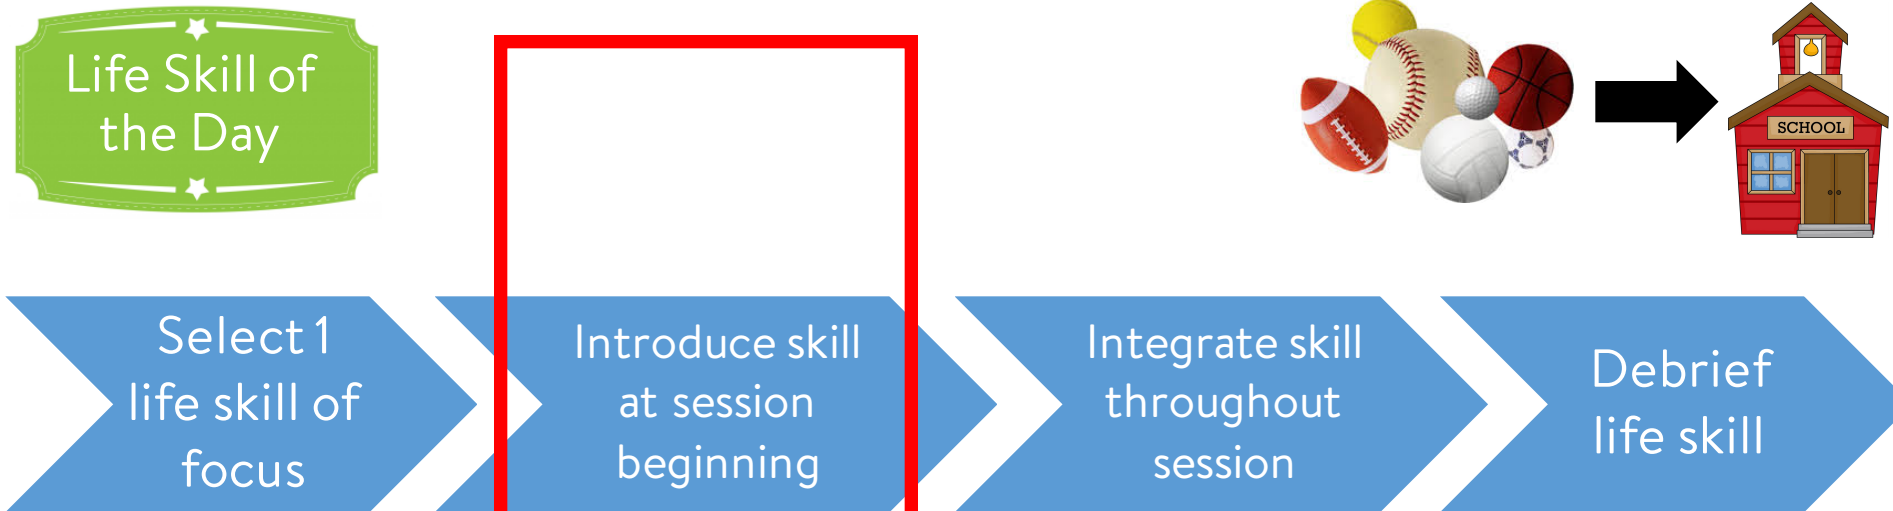 Life Skill of
the Day
SCHOOL
Select 1
life skill of
focus
Introduce skill
at session
beginning
Integrate skill
throughout
session
Debrief
life skill